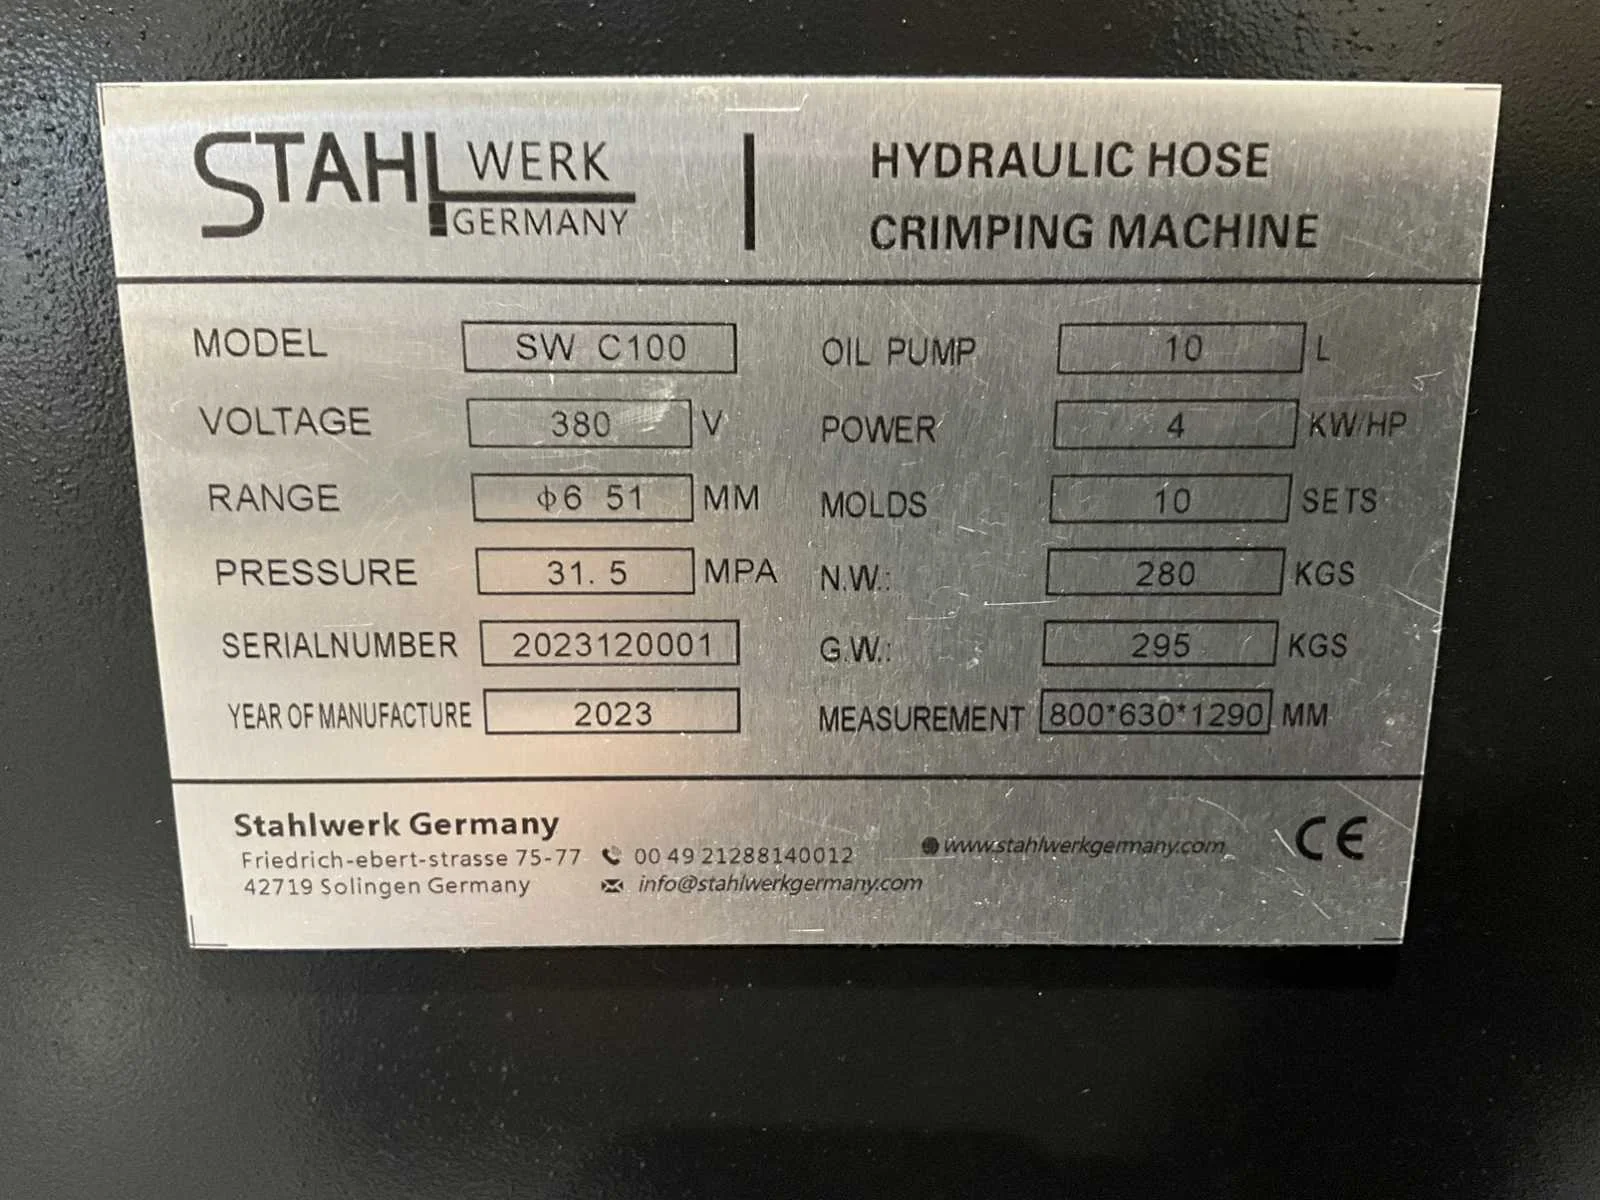 STAHLWERK GERMANY
HYDRAULIC HOSE
CRIMPING MACHINE
MODEL SW C100
VOLTAGE 380 V
RANGE ϕ6 51 MM
PRESSURE 31.5 MPA
SERIALNUMBER 2023120001
YEAR OF MANUFACTURE 2023
OIL PUMP 10 L
POWER 4 KW/HP
MOLDS 10 SETS
N.W.: 280 KGS
G.W.: 295 KGS
MEASUREMENT 800*630*1290 MM
Stahlwerk Germany
Friedrich-ebert-strasse 75-77
42719 Solingen Germany
00 49 21288140012
info@stahlwerkgermany.com
www.stahlwerkgermany.com
CE